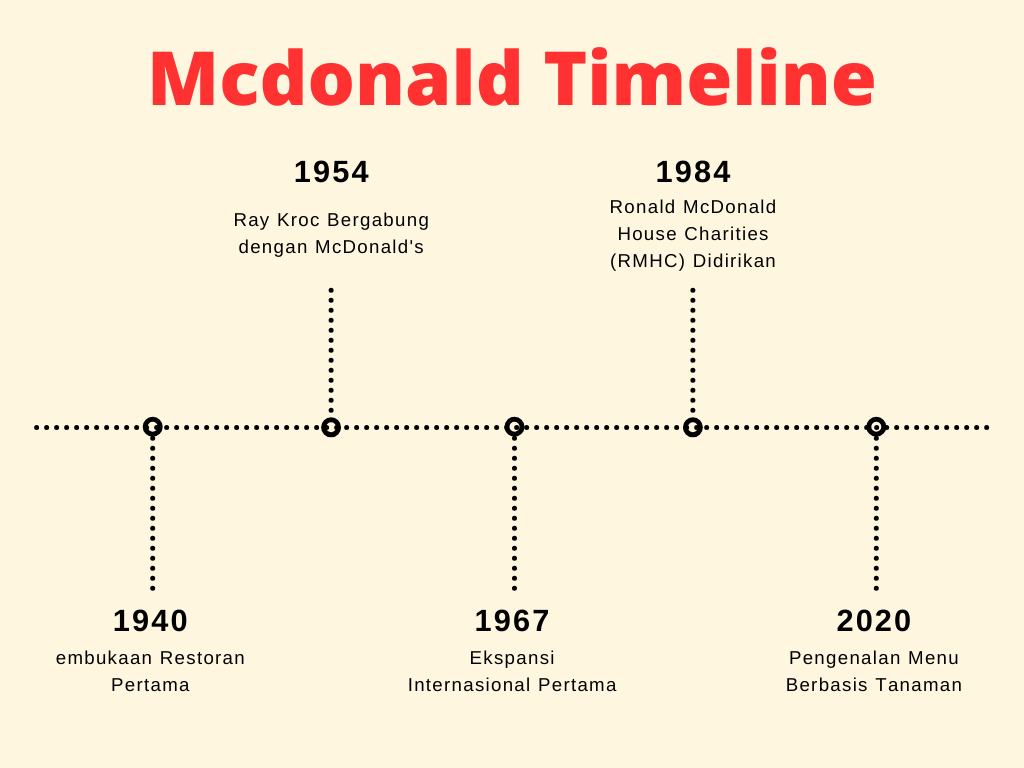 Mcdonald Timeline
1954
Ray Kroc Bergabung
dengan McDonald's
1984
Ronald McDonald
House Charities
(RMHC) Didirikan
1940
embukaan Restoran
Pertama
1967
Ekspansi
Internasional Pertama
2020
Pengenalan Menu
Berbasis Tanaman